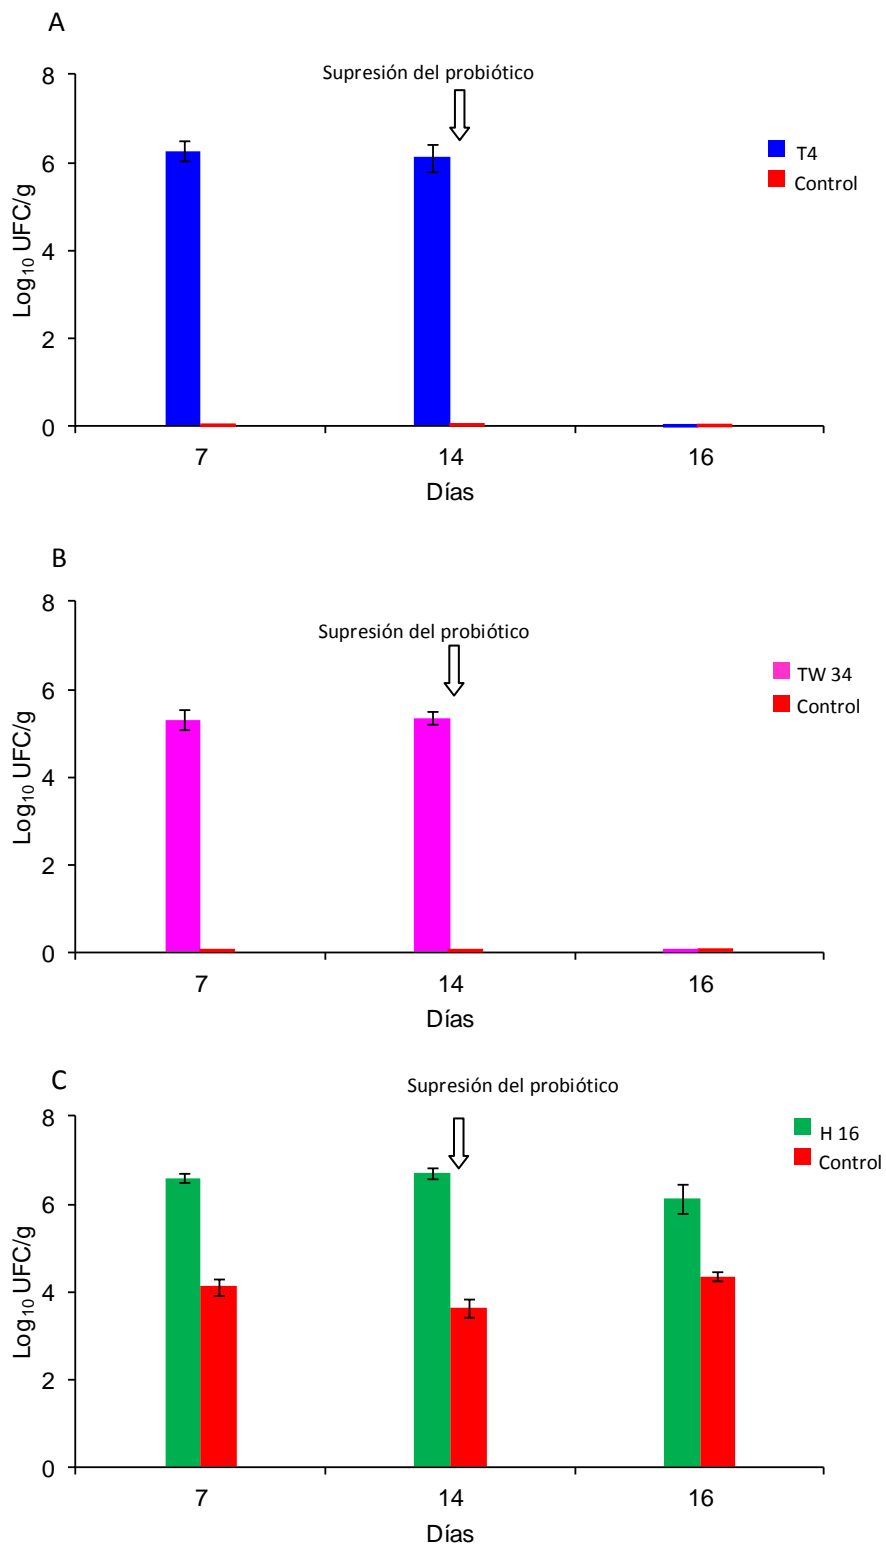 A
Supresión del probiótico
8
6
4
2
0
Log10 UFC/g
T4
Control
7 14 16
Días
B
Supresión del probiótico
8
6
4
2
0
Log10 UFC/g
TW 34
Control
7 14 16
Días
C
Supresión del probiótico
8
6
4
2
0
Log10 UFC/g
H 16
Control
7 14 16
Días